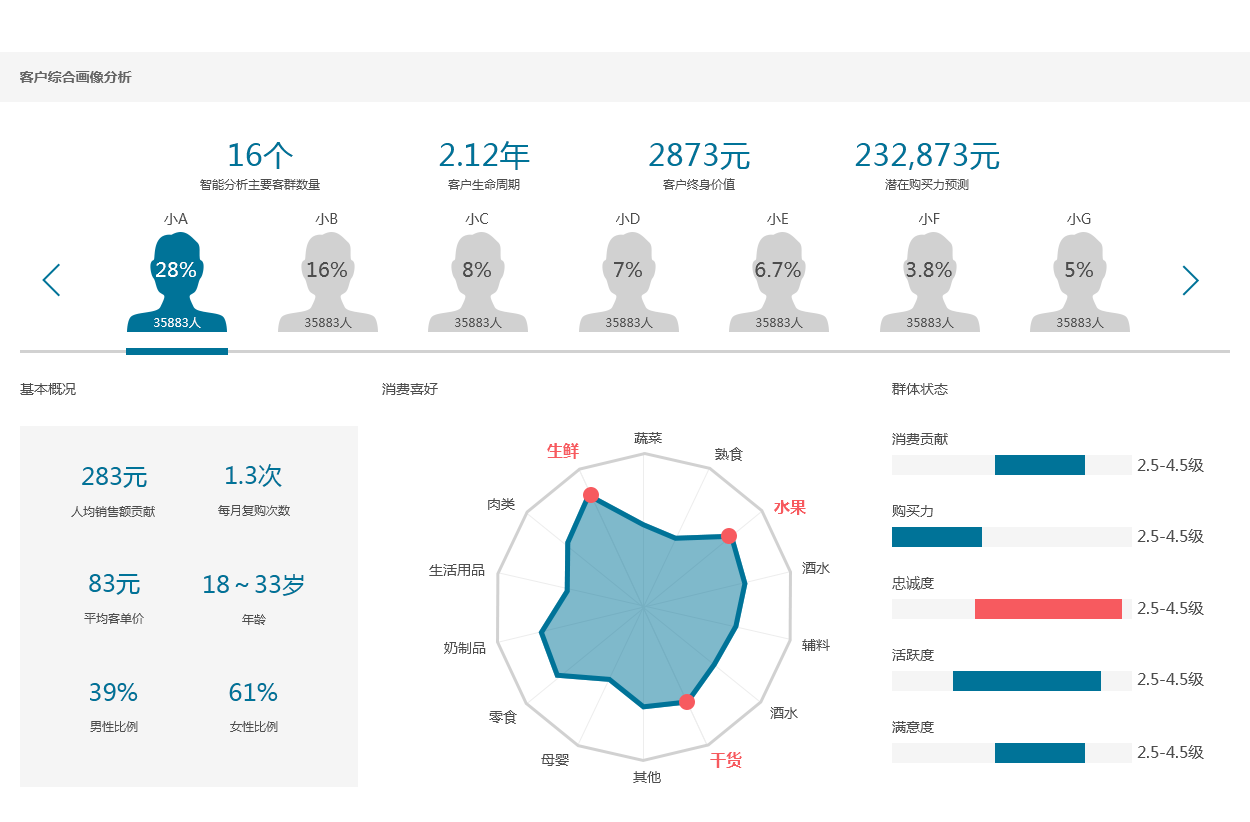 客户综合画像分析
16个
2.12年
2873元
232,873元
智能分析主要客群数量
客户生命周期
客户终身价值
潜在购买力预测
小A
小B
小C
小D
小E
小F
小G
28%
16%
8%
7%
6.7%
3.8%
5%
35883人
35883人
35883人
35883人
35883人
35883人
35883人
基本概况
283元
1.3次
人均销售额贡献
每月复购次数
83元
18～33岁
平均客单价
年龄
39%
61%
男性比例
女性比例
消费喜好
蔬菜
熟食
水果
酒水
辅料
酒水
干货
其他
母婴
零食
奶制品
生活用品
肉类
生鲜
群体状态
消费贡献
2.5-4.5级
购买力
2.5-4.5级
忠诚度
2.5-4.5级
活跃度
2.5-4.5级
满意度
2.5-4.5级